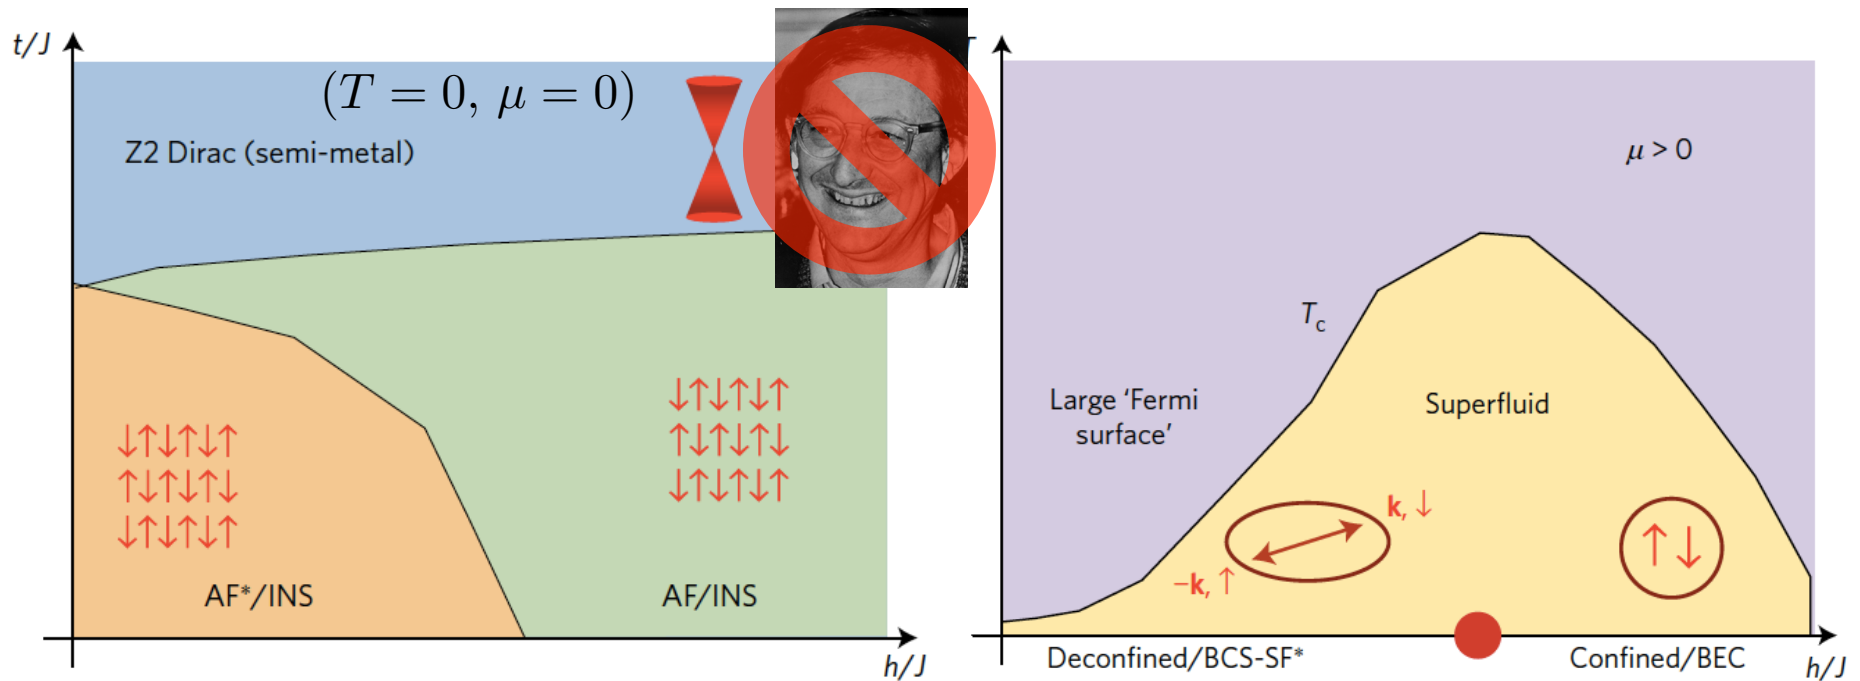 t/J
(T = 0, μ = 0)
Z2 Dirac (semi-metal)
↓↑↓↑↓↑
↑↓↑↓↑↓
↓↑↓↑↓↑
↓↑↓↑↓↑
↑↓↑↓↑↓
↓↑↓↑↓↑
AF*/INS
AF/INS
h/J
μ > 0
Tc
Large ‘Fermi
surface’
Superfluid
k, ↓
−k, ↑
↑↓
Deconfined/BCS-SF*
Confined/BEC
h/J